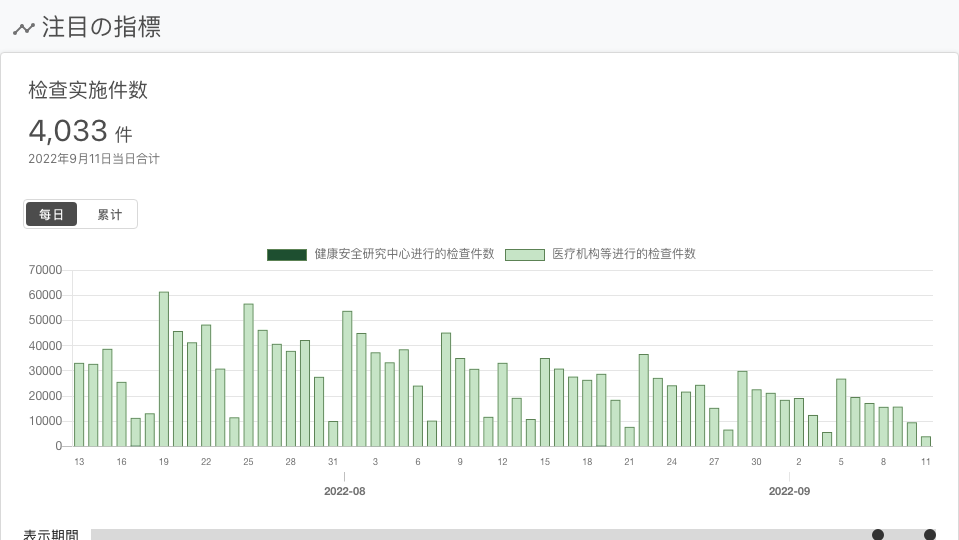 注目の指標
检查实施件数
4,033 件
2022年9月11日当日合计
每日 累计
健康安全研究中心进行的检查件数 医疗机构等进行的检查件数
70000
60000
50000
40000
30000
20000
10000
0
13 16 19 22 25 28 31 3 6 9 12 15 18 21 24 27 30 2 5 8 11
2022-08 2022-09
表示期間